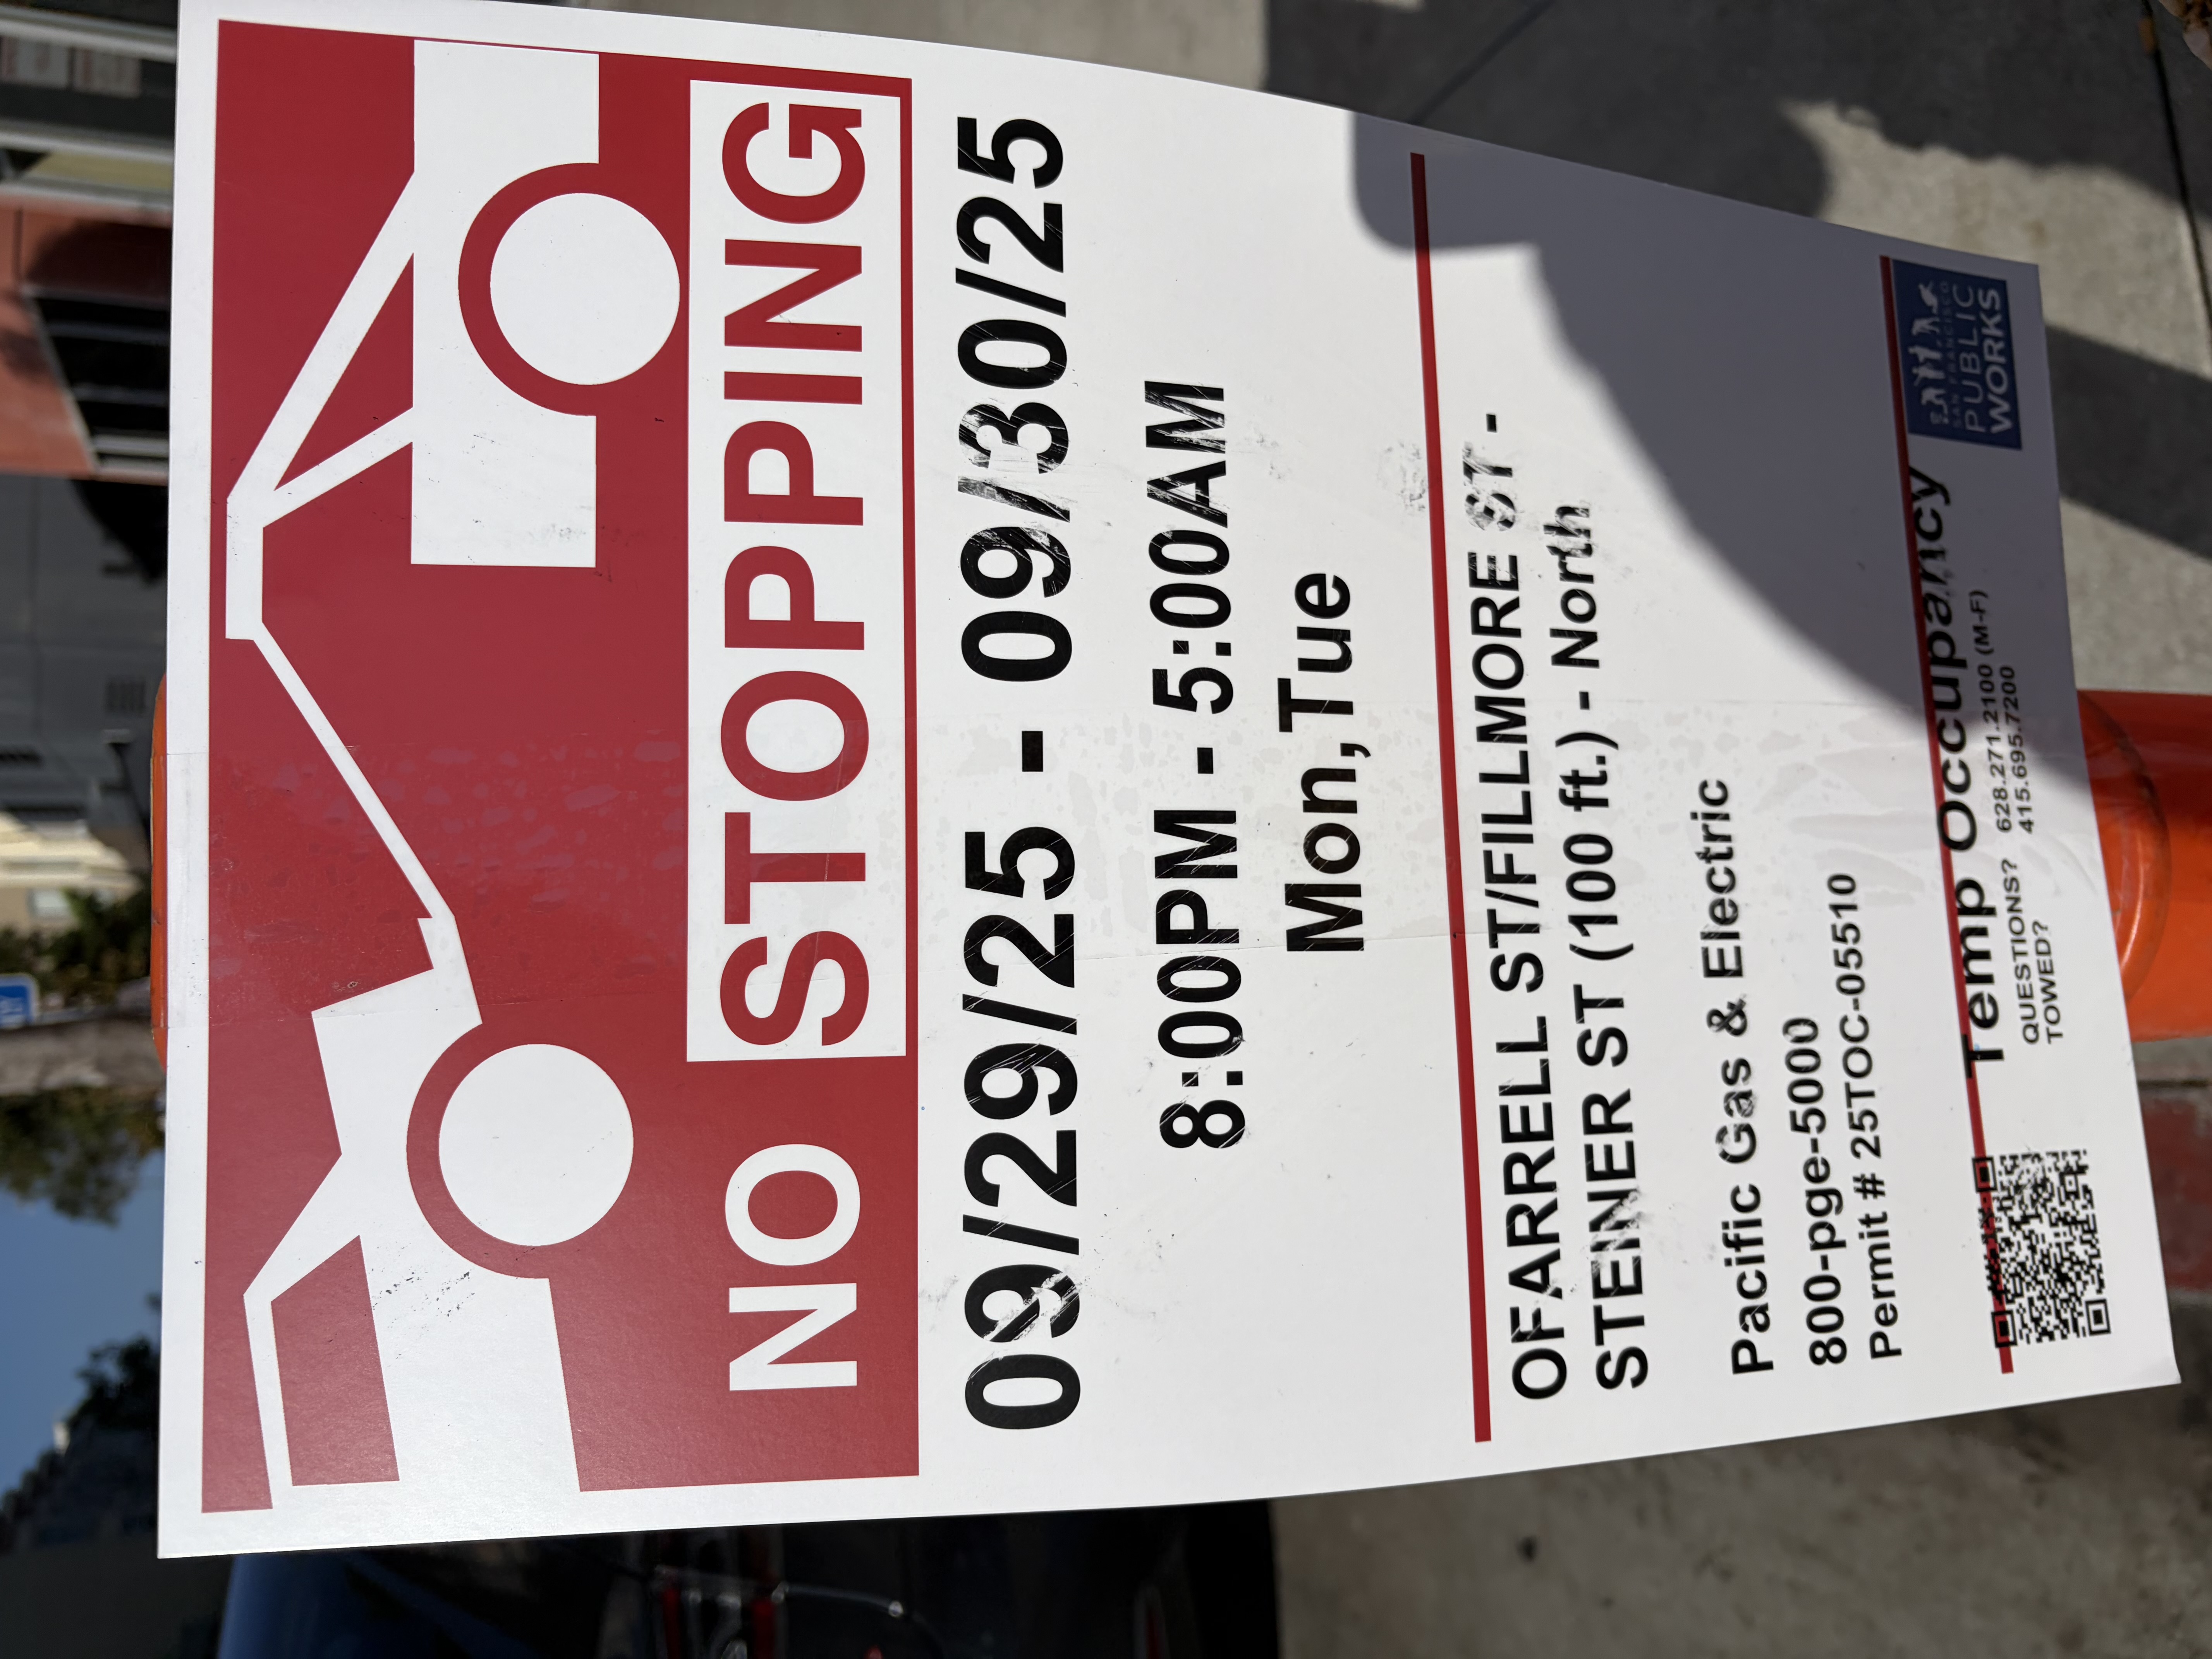 NO STOPPING
09/29/25 - 09/30/25
8:00PM - 5:00AM
Mon,Tue
OFARRELL ST/FILLMORE ST -
STEINER ST (100 ft.) - North
Pacific Gas & Electric
800-pge-5000
Permit # 25TOC-055510
Temp Occupancy
QUESTIONS? 628.271.2100 (M-F)
TOWED? 415.695.7200
SAN FRANCISCO
PUBLIC
WORKS